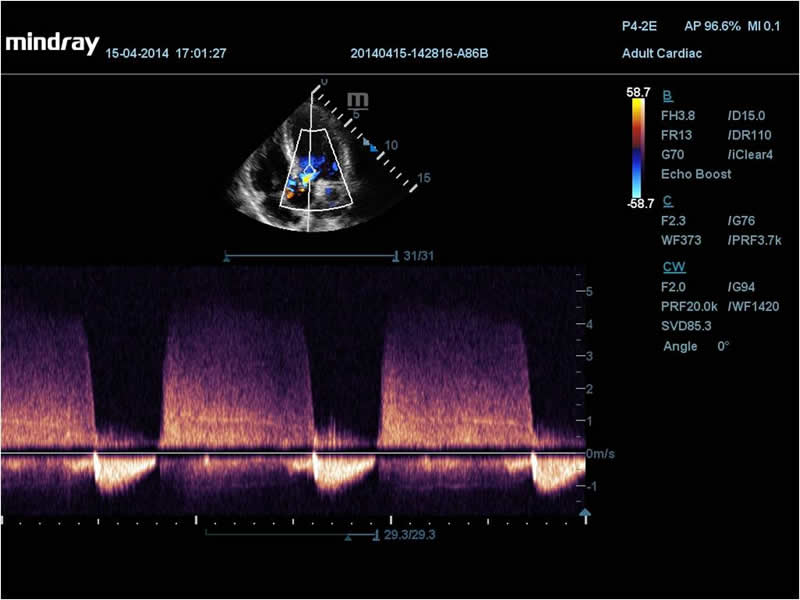 mindray 15-04-2014 17:01:27 20140415-142816-A86B
P4-2E AP 96.6% MI 0.1
Adult Cardiac
m
0
5
10
15
58.7
-58.7
B
FH3.8 /D15.0
FR13 /DR110
G70 /iClear4
Echo Boost
C
F2.3 /G76
WF373 /PRF3.7k
CW
F2.0 /G94
PRF20.0k /WF1420
SVD85.3
Angle 0°
31/31
5
4
3
2
1
0m/s
-1
29.3/29.3